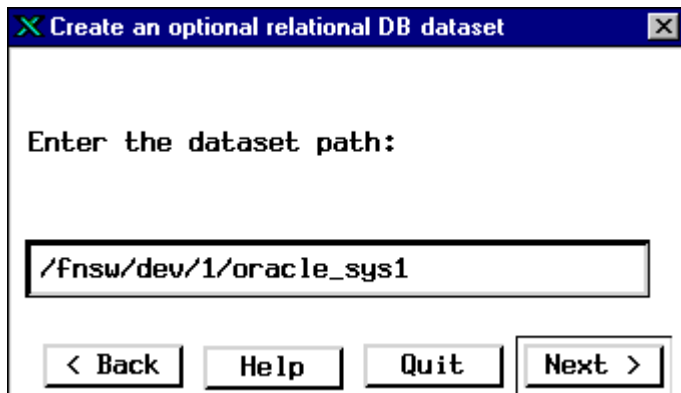 Create an optional relational DB dataset
Enter the dataset path:
/fnsw/dev/1/oracle_sys1
< Back Help Quit Next >